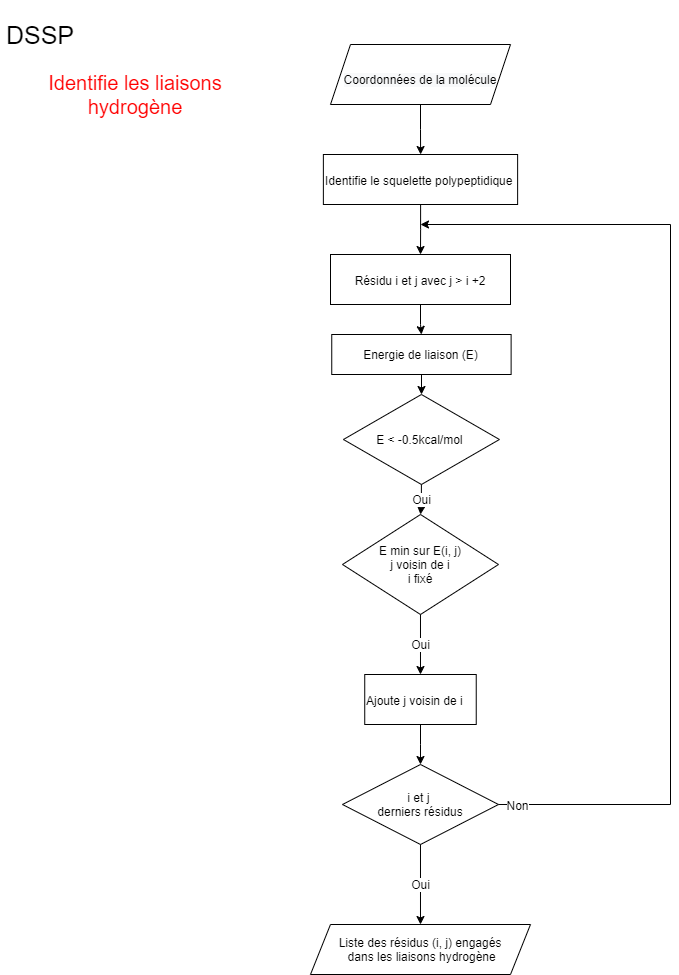 DSSP
Identifie les liaisons
hydrogène
Coordonnées de la molécule
Identifie le squelette polypeptidique
Résidu i et j avec j > i +2
Energie de liaison (E)
E < -0.5kcal/mol
Oui
E min sur E(i, j)
j voisin de i
i fixé
Oui
Ajoute j voisin de i
i et j
derniers résidus
Non
Oui
Liste des résidus (i, j) engagés
dans les liaisons hydrogène